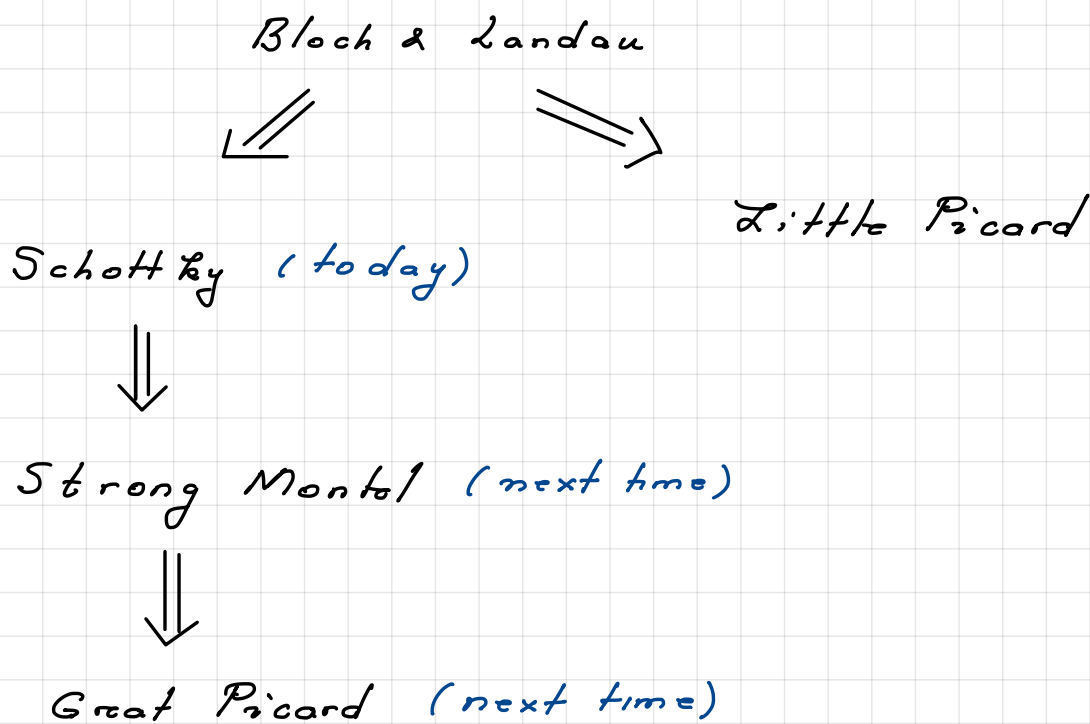 Bloch & Landau
Little Picard
Schottky (today)
Strong Montel (next time)
Great Picard (next time)